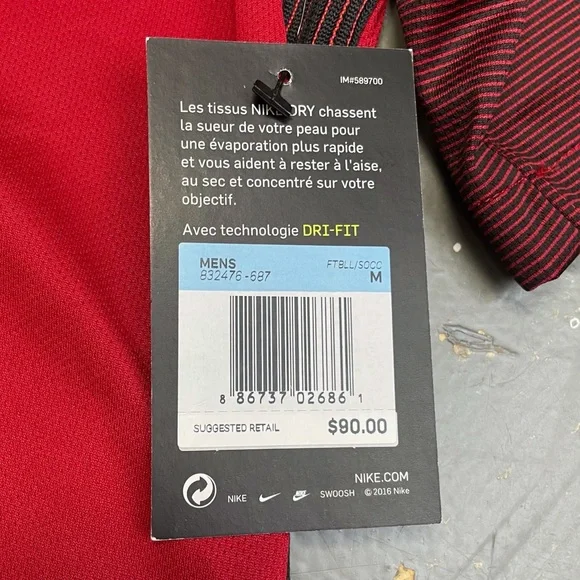 IM#589700
Les tissus NIKE DRY chassent
la sueur de votre peau pour
une évaporation plus rapide
et vous aident à rester à l'aise,
au sec et concentré sur votre
objectif.
Avec technologie DRI-FIT
MENS FTBLL/SOCC
832476-687 M
8 86737 02686 1
SUGGESTED RETAIL $90.00
NIKE.COM
NIKE SWOOSH © 2016 Nike